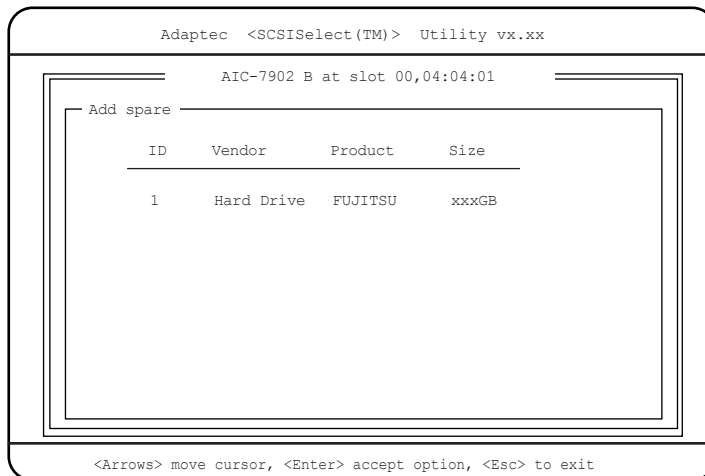 Adaptec <SCSISelect(TM)> Utility vx.xx
AIC-7902 B at slot 00,04:04:01
Add spare
ID Vendor Product Size
1 Hard Drive FUJITSU xxxGB
<Arrows> move cursor, <Enter> accept option, <Esc> to exit